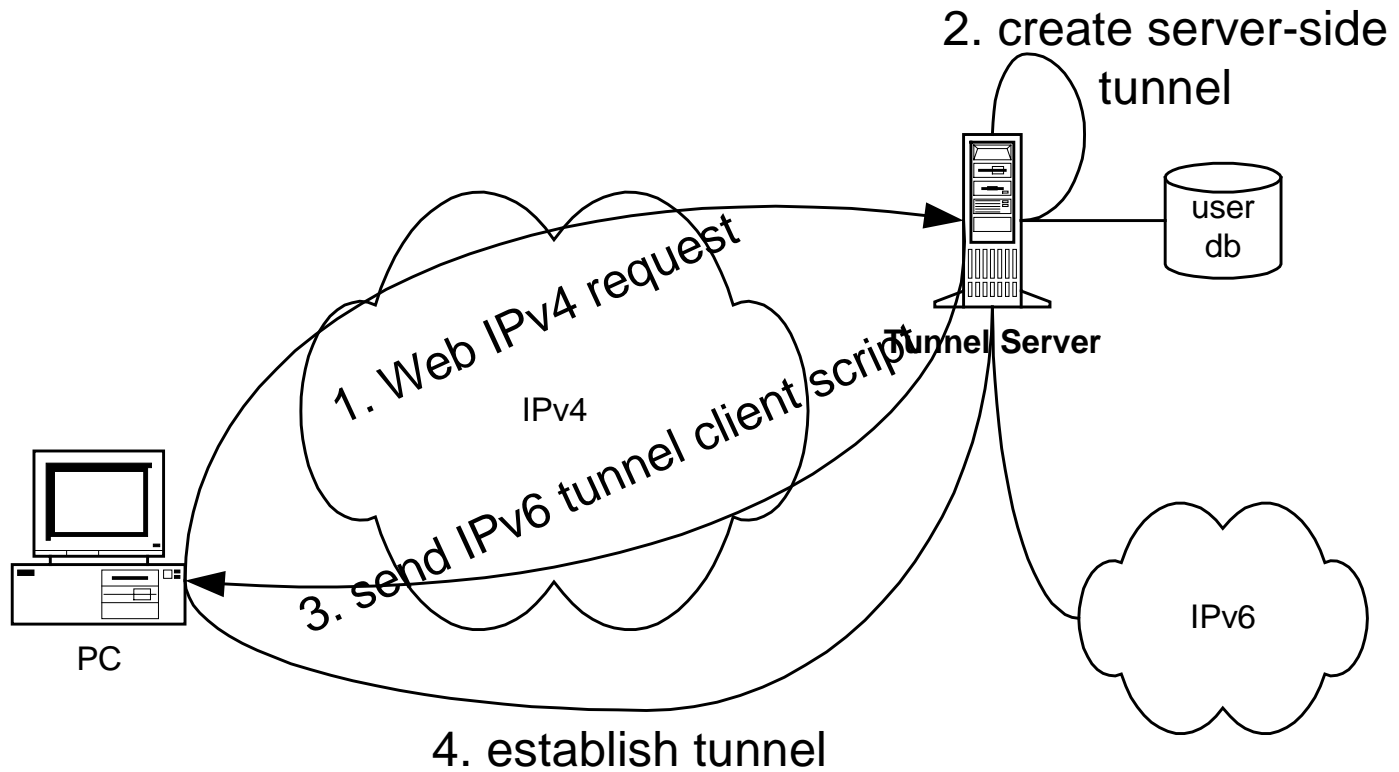 2. create server-side
tunnel
user
db
1. Web IPv4 request
Tunnel Server
IPv4
3. send IPv6 tunnel client script
IPv6
PC
4. establish tunnel